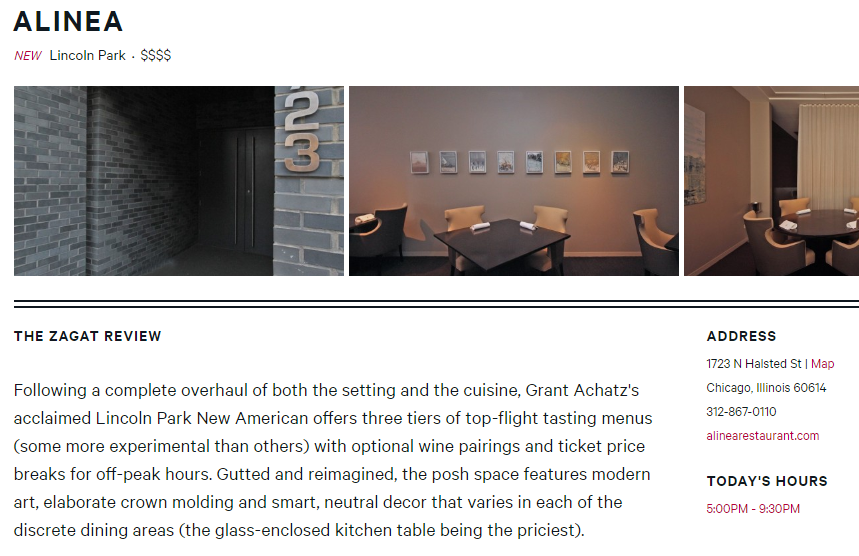 ALINEA
NEW Lincoln Park · $$$$
23
THE ZAGAT REVIEW
Following a complete overhaul of both the setting and the cuisine, Grant Achatz's
acclaimed Lincoln Park New American offers three tiers of top-flight tasting menus
(some more experimental than others) with optional wine pairings and ticket price
breaks for off-peak hours. Gutted and reimagined, the posh space features modern
art, elaborate crown molding and smart, neutral decor that varies in each of the
discrete dining areas (the glass-enclosed kitchen table being the priciest).
ADDRESS
1723 N Halsted St | Map
Chicago, Illinois 60614
312-867-0110
alinearestaurant.com
TODAY'S HOURS
5:00PM - 9:30PM